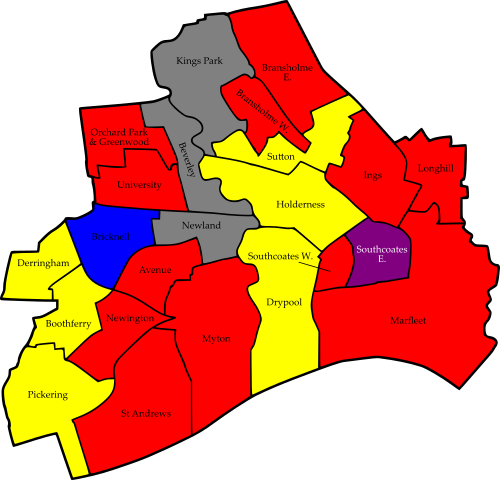 Kings Park
Bransholme
E.
Bransholme W.
Orchard Park
& Greenwood
Beverley
Sutton
Longhill
Ings
University
Holderness
Newland
Bricknell
Southcoates W.
Southcoates
E.
Derringham
Avenue
Drypool
Boothferry
Newington
Marfleet
Myton
Pickering
St Andrews